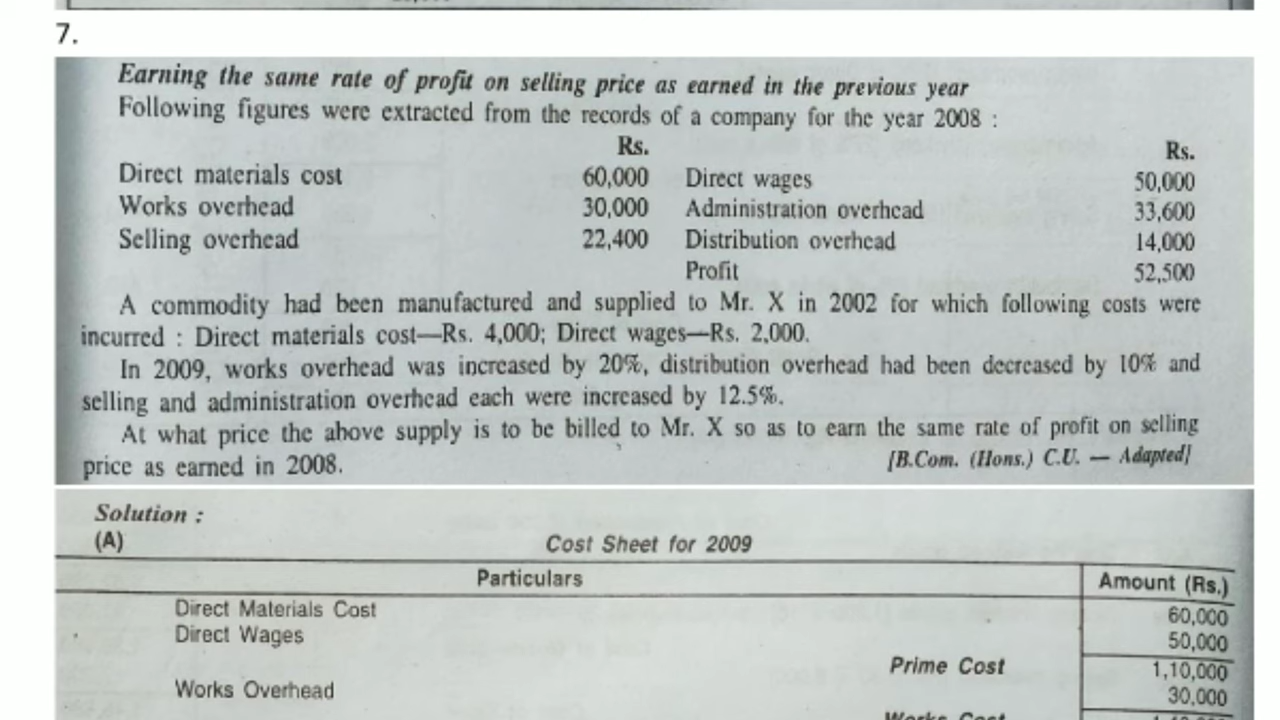 7.
Earning the same rate of profit on selling price as earned in the previous year
Following figures were extracted from the records of a company for the year 2008 :
Rs. Rs.
Direct materials cost 60,000 Direct wages 50,000
Works overhead 30,000 Administration overhead 33,600
Selling overhead 22,400 Distribution overhead 14,000
Profit 52,500
A commodity had been manufactured and supplied to Mr. X in 2002 for which following costs were
incurred : Direct materials cost—Rs. 4,000; Direct wages—Rs. 2,000.
In 2009, works overhead was increased by 20%, distribution overhead had been decreased by 10% and
selling and administration overhead each were increased by 12.5%.
At what price the above supply is to be billed to Mr. X so as to earn the same rate of profit on selling
price as earned in 2008. [B.Com. (Hons.) C.U. — Adapted]
Solution :
(A) Cost Sheet for 2009
Particulars Amount (Rs.)
Direct Materials Cost 60,000
Direct Wages 50,000
Prime Cost 1,10,000
Works Overhead 30,000
Works Cost